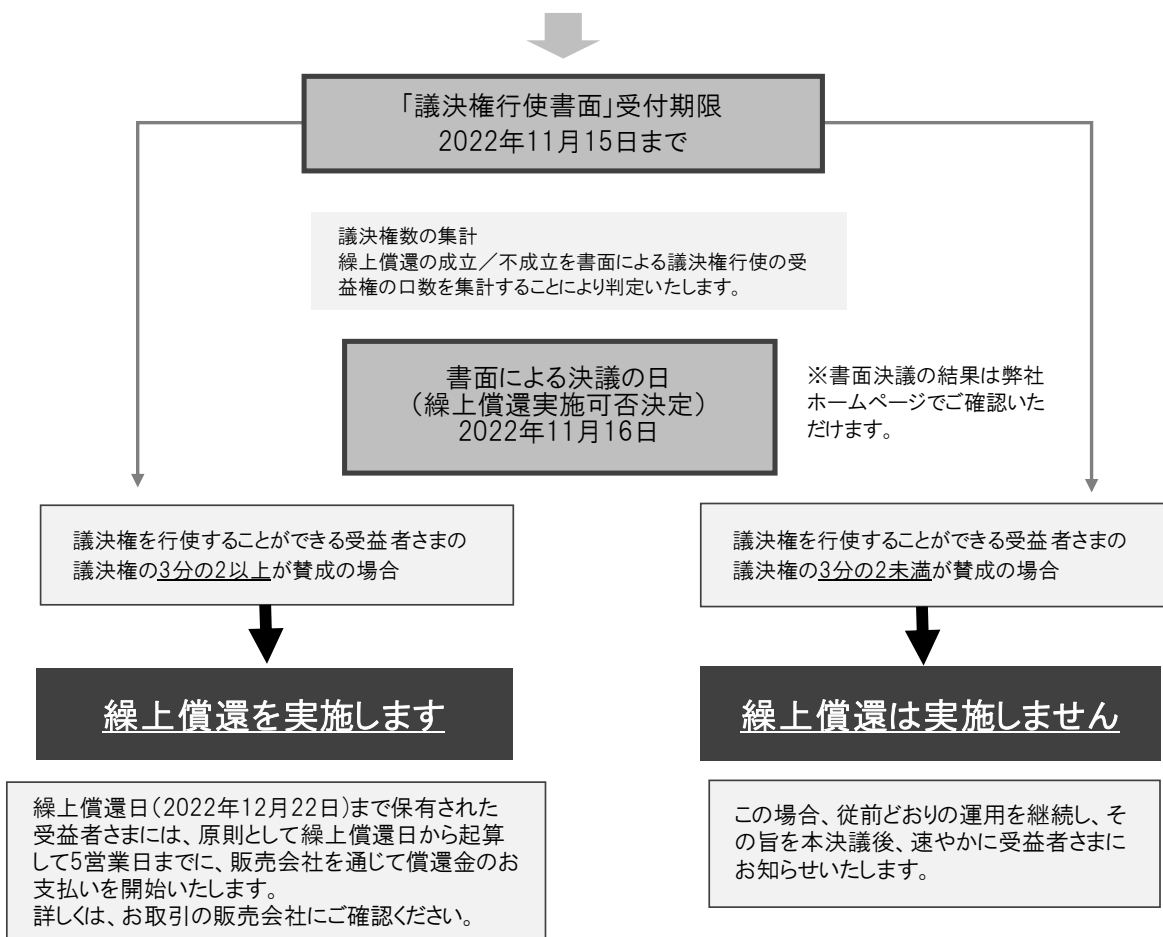 「議決権行使書面」受付期限
2022年11月15日まで
議決権数の集計
繰上償還の成立／不成立を書面による議決権行使の受
益権の口数を集計することにより判定いたします。
書面による決議の日
（繰上償還実施可否決定）
2022年11月16日
※書面決議の結果は弊社
ホームページでご確認いた
だけます。
議決権を行使することができる受益者さまの
議決権の3分の2以上が賛成の場合
議決権を行使することができる受益者さまの
議決権の3分の2未満が賛成の場合
繰上償還を実施します
繰上償還は実施しません
繰上償還日（2022年12月22日）まで保有された
受益者さまには、原則として繰上償還日から起算
して5営業日までに、販売会社を通じて償還金のお
支払いを開始いたします。
詳しくは、お取引の販売会社にご確認ください。
この場合、従前どおりの運用を継続し、そ
の旨を本決議後、速やかに受益者さまに
お知らせいたします。